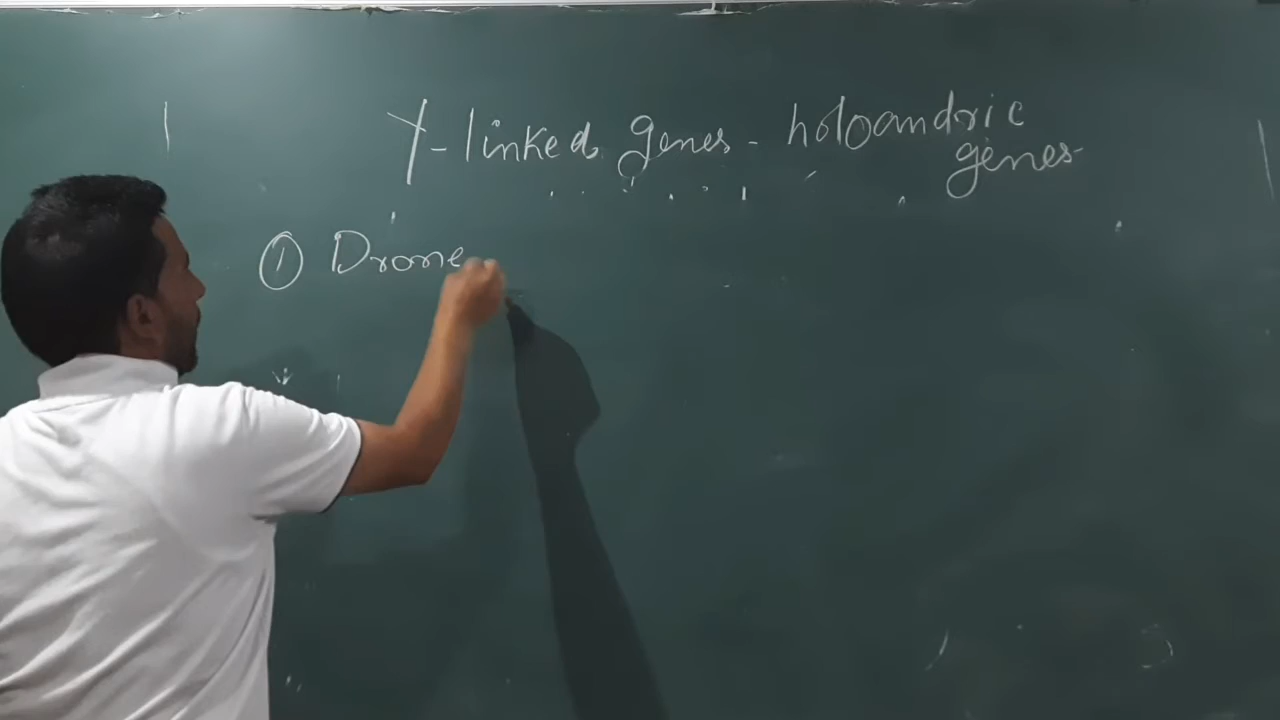 Y-linked genes - holoandric
genes-
① Drone